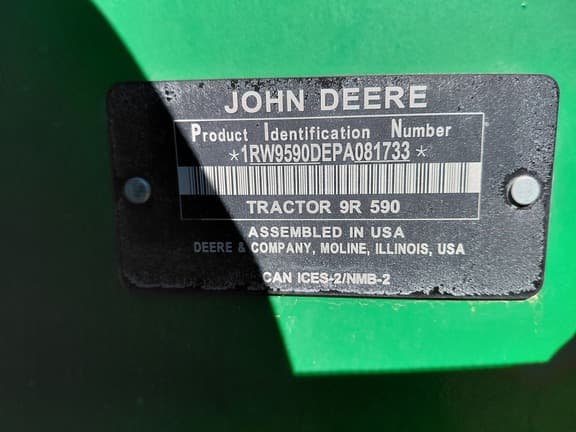 JOHN DEERE
Product Identification Number
*1RW9590DEPA081733*
TRACTOR 9R 590
ASSEMBLED IN USA
DEERE & COMPANY, MOLINE, ILLINOIS, USA
CAN ICES-2/NMB-2